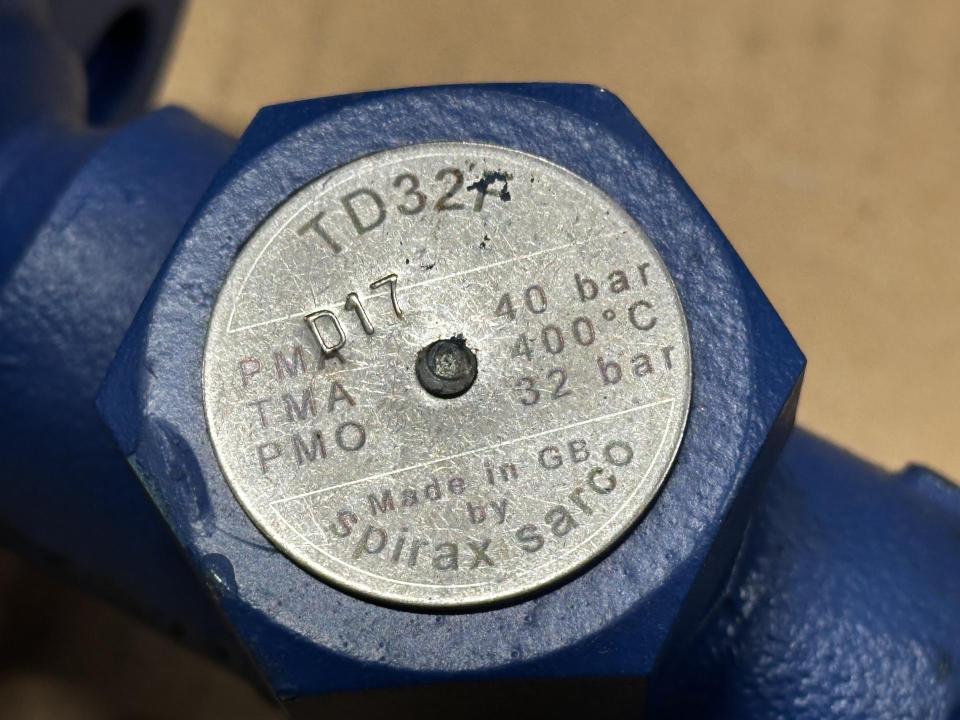 TD32F
D17
PMA 40 bar
TMA 400°C
PMO 32 bar
Made in GB
by
spirax sarco